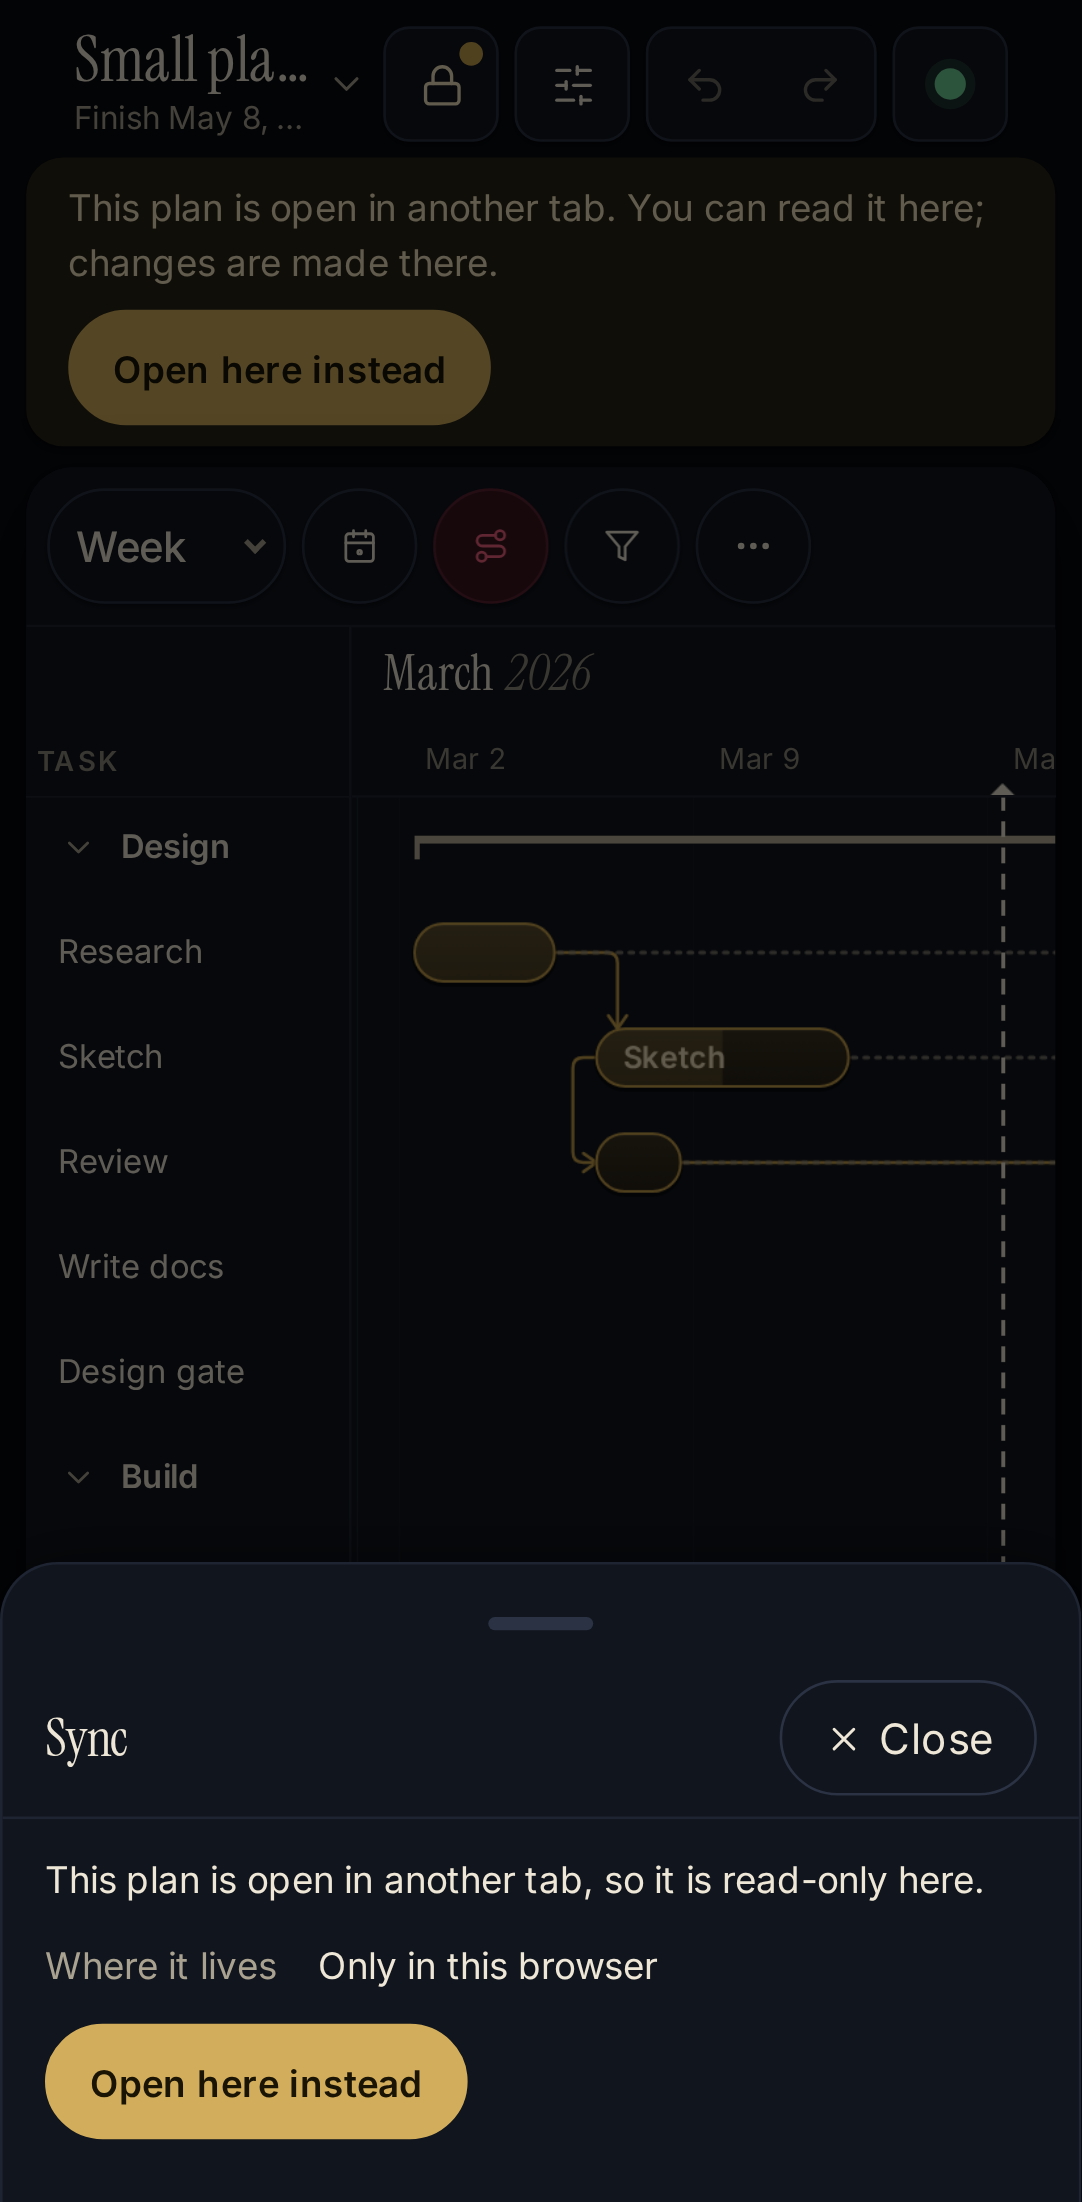 Small pla...
Finish May 8, ...
This plan is open in another tab. You can read it here;
changes are made there.
Open here instead
Week
March 2026
TASK
Mar 2
Mar 9
Ma
Design
Research
Sketch
Sketch
Review
Write docs
Design gate
Build
Sync
Close
This plan is open in another tab, so it is read-only here.
Where it lives Only in this browser
Open here instead